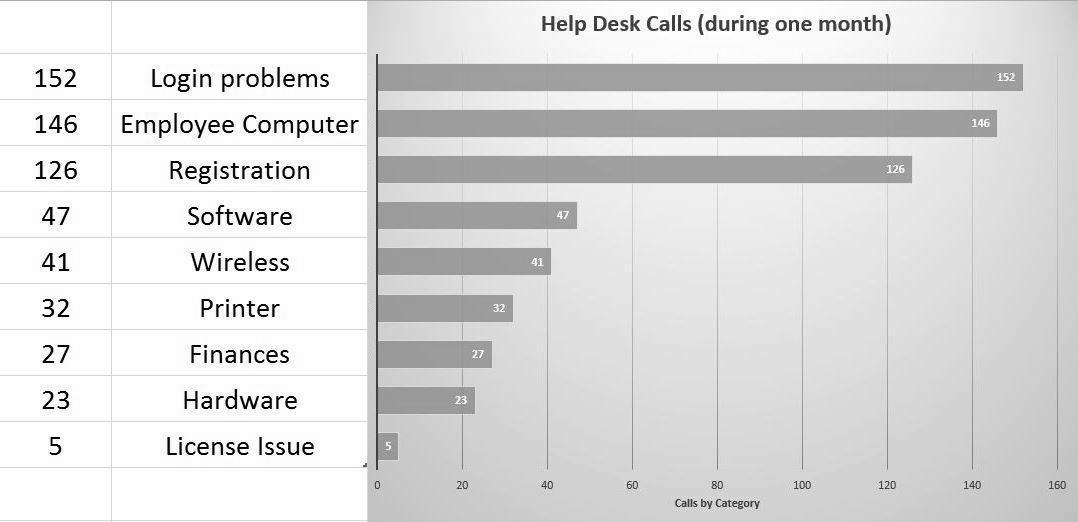 Help Desk Calls (during one month)
152 Login problems 152
146 Employee Computer 146
126 Registration 126
47 Software 47
41 Wireless 41
32 Printer 32
27 Finances 27
23 Hardware 23
5 License Issue 5
0 20 40 60 80 100 120 140 160
Calls by Category